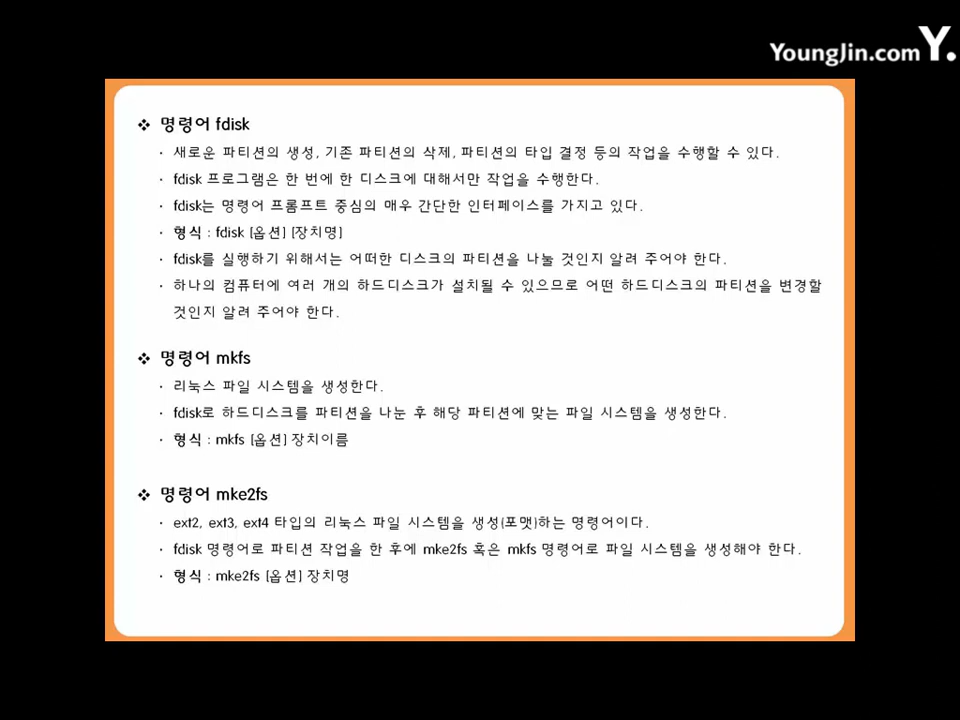 YoungJin.com Y.
❖ 명령어 fdisk
· 새로운 파티션의 생성, 기존 파티션의 삭제, 파티션의 타입 결정 등의 작업을 수행할 수 있다.
· fdisk 프로그램은 한 번에 한 디스크에 대해서만 작업을 수행한다.
· fdisk는 명령어 프롬프트 중심의 매우 간단한 인터페이스를 가지고 있다.
· 형식 : fdisk [옵션] [장치명]
· fdisk를 실행하기 위해서는 어떠한 디스크의 파티션을 나눌 것인지 알려 주어야 한다.
· 하나의 컴퓨터에 여러 개의 하드디스크가 설치될 수 있으므로 어떤 하드디스크의 파티션을 변경할
것인지 알려 주어야 한다.
❖ 명령어 mkfs
· 리눅스 파일 시스템을 생성한다.
· fdisk로 하드디스크를 파티션을 나눈 후 해당 파티션에 맞는 파일 시스템을 생성한다.
· 형식 : mkfs [옵션] 장치이름
❖ 명령어 mke2fs
· ext2, ext3, ext4 타입의 리눅스 파일 시스템을 생성(포맷)하는 명령어이다.
· fdisk 명령어로 파티션 작업을 한 후에 mke2fs 혹은 mkfs 명령어로 파일 시스템을 생성해야 한다.
· 형식 : mke2fs [옵션] 장치명